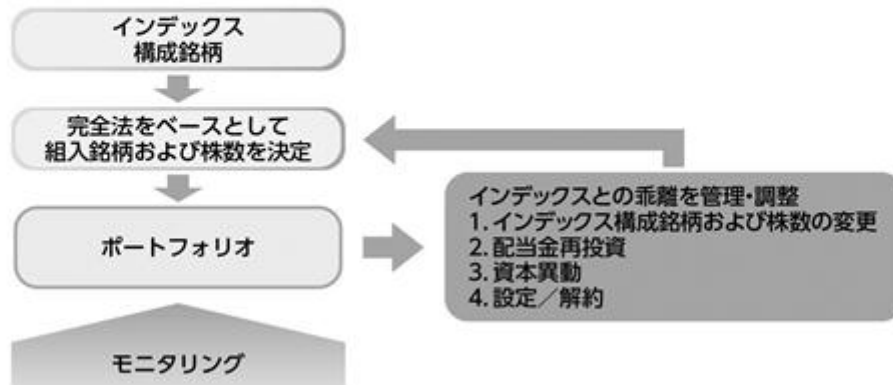 インデックス
構成銘柄
完全法をベースとして
組入銘柄および株数を決定
ポートフォリオ
インデックスとの乖離を管理・調整
1. インデックス構成銘柄および株数の変更
2. 配当金再投資
3. 資本異動
4. 設定／解約
モニタリング